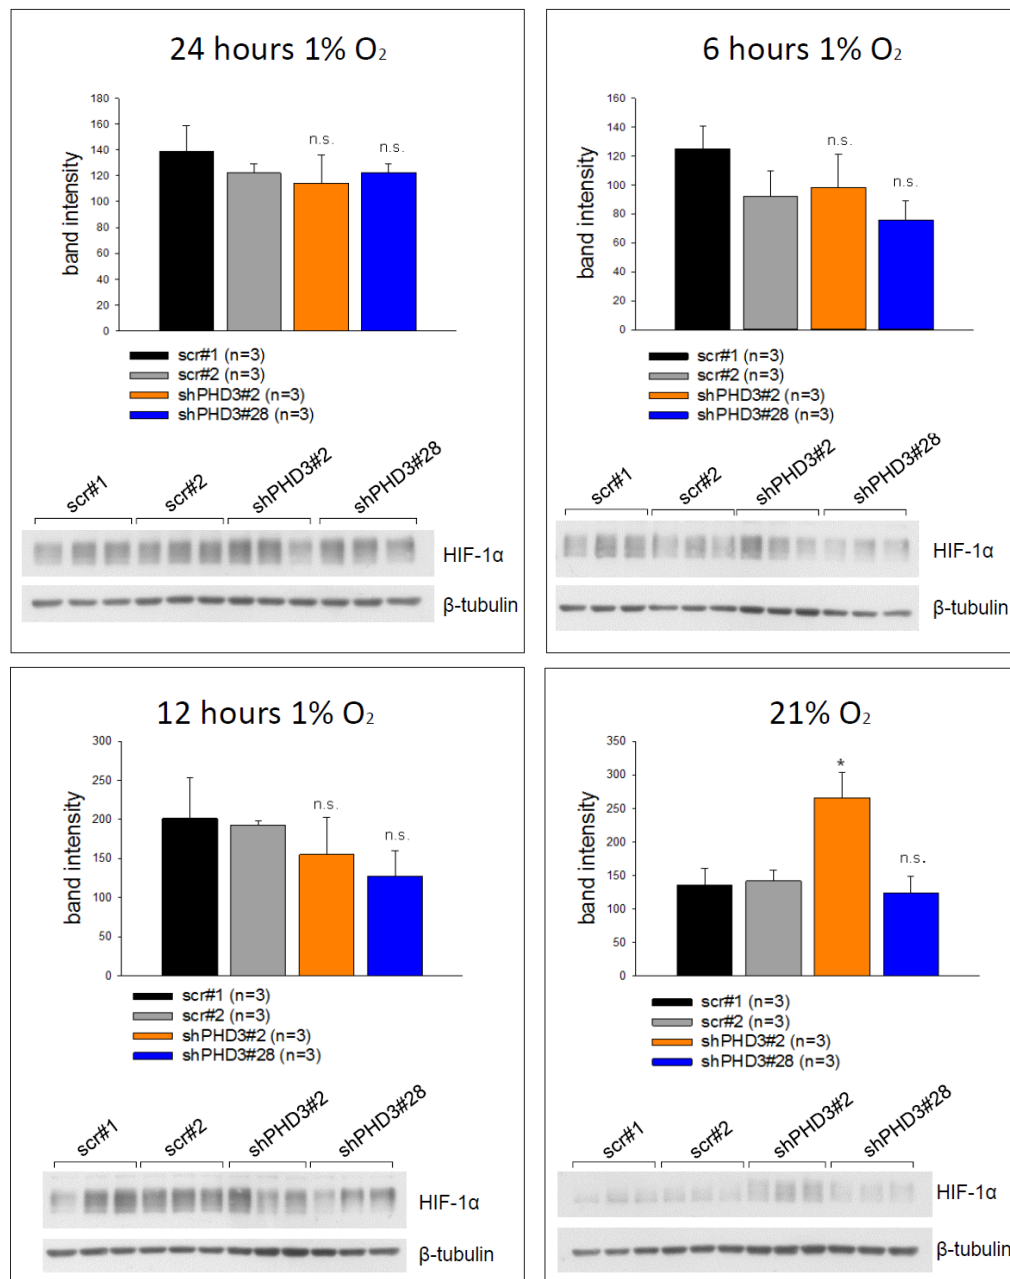 24 hours 1% O₂
180
160
140
120
100
80
60
40
20
0
band intensity
n.s.
n.s.
scr#1 (n=3)
scr#2 (n=3)
shPHD3#2 (n=3)
shPHD3#28 (n=3)
scr#1
scr#2
shPHD3#2
shPHD3#28
HIF-1α
β-tubulin
6 hours 1% O₂
160
140
120
100
80
60
40
20
0
band intensity
n.s.
n.s.
scr#1 (n=3)
scr#2 (n=3)
shPHD3#2 (n=3)
shPHD3#28 (n=3)
scr#1
scr#2
shPHD3#2
shPHD3#28
HIF-1α
β-tubulin
12 hours 1% O₂
300
250
200
150
100
50
0
band intensity
n.s.
n.s.
scr#1 (n=3)
scr#2 (n=3)
shPHD3#2 (n=3)
shPHD3#28 (n=3)
scr#1
scr#2
shPHD3#2
shPHD3#28
HIF-1α
β-tubulin
21% O₂
350
300
250
200
150
100
50
0
band intensity
*
n.s.
scr#1 (n=3)
scr#2 (n=3)
shPHD3#2 (n=3)
shPHD3#28 (n=3)
scr#1
scr#2
shPHD3#2
shPHD3#28
HIF-1α
β-tubulin